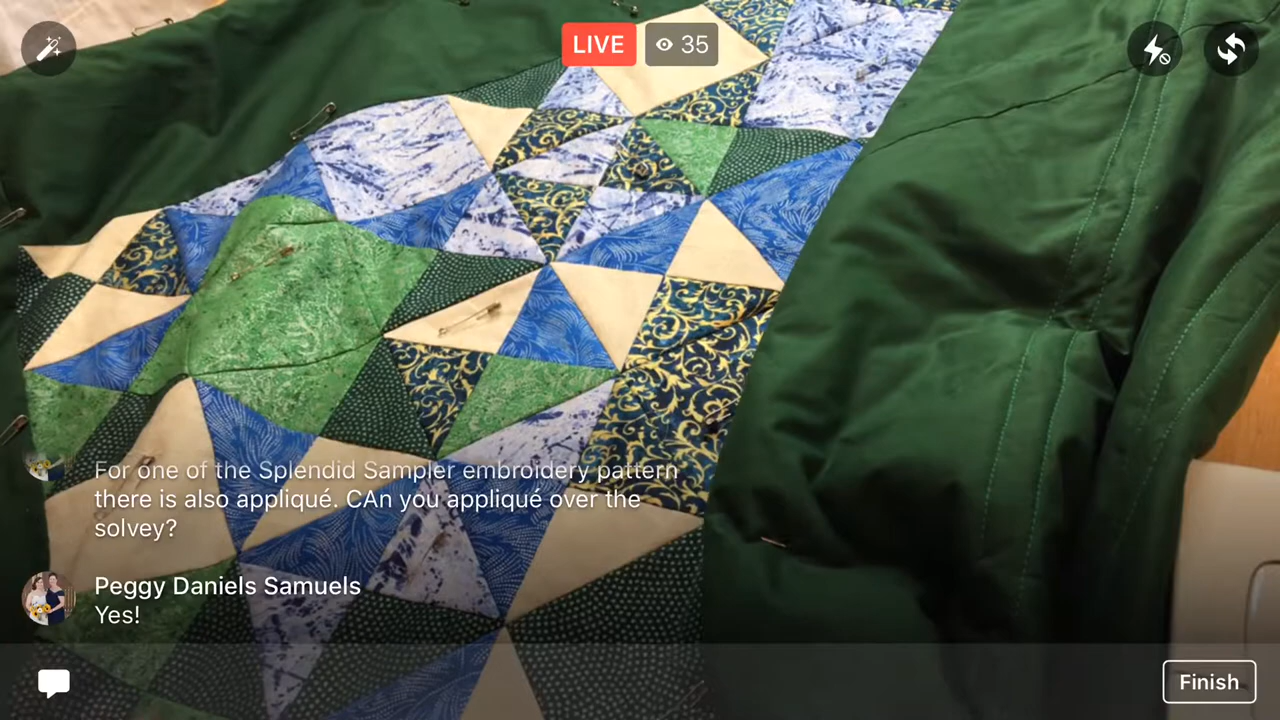 LIVE
35
For one of the Splendid Sampler embroidery pattern
there is also appliqué. CAn you appliqué over the
solvey?
Peggy Daniels Samuels
Yes!
Finish